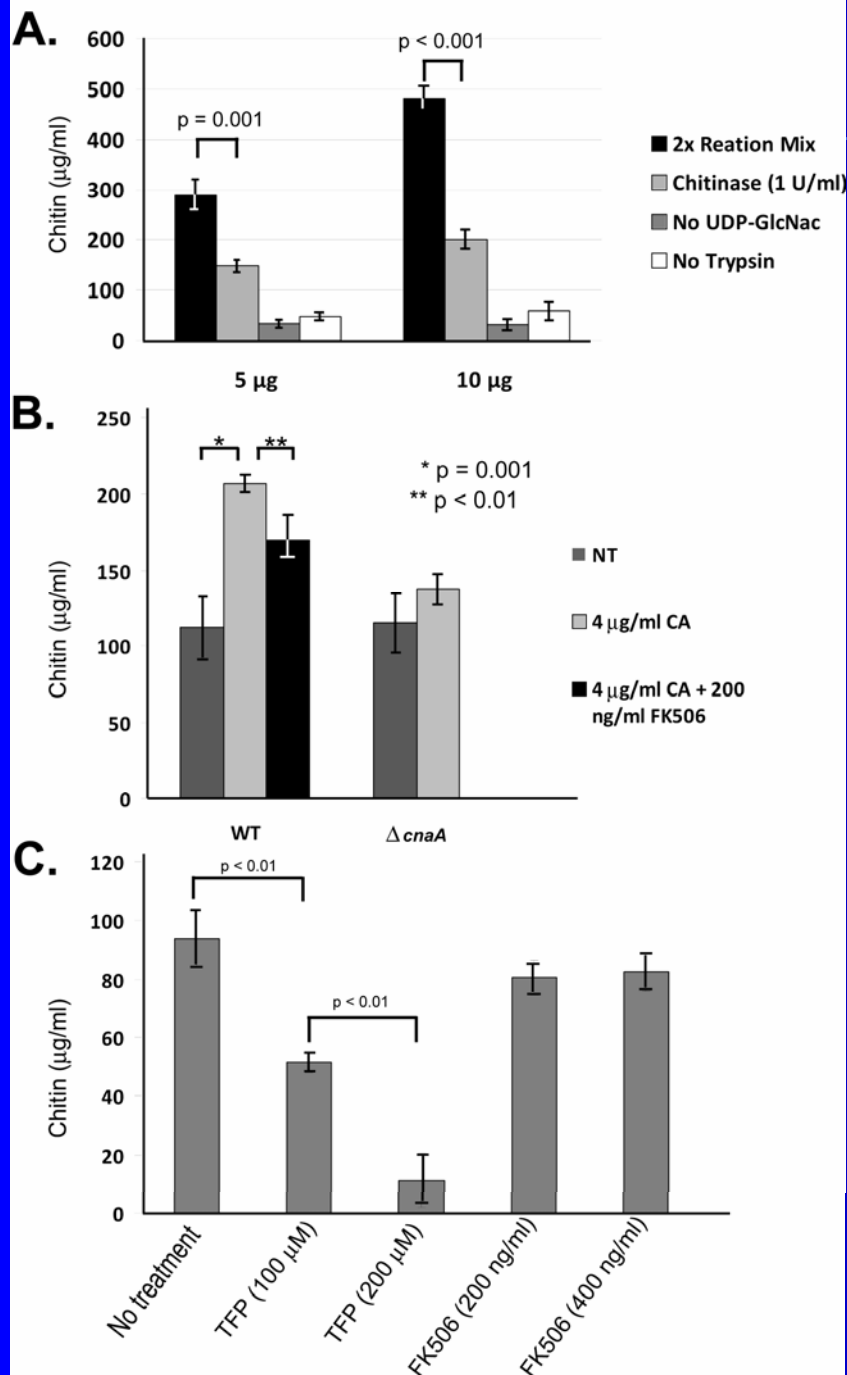 A.
600
500
400
300
200
100
0
Chitin (µg/ml)
p = 0.001
p < 0.001
5 µg
10 µg
2x Reation Mix
Chitinase (1 U/ml)
No UDP-GlcNac
No Trypsin
B.
250
200
150
100
50
0
Chitin (µg/ml)
*
**
* p = 0.001
** p < 0.01
WT
Δ cnaA
NT
4 µg/ml CA
4 µg/ml CA + 200
ng/ml FK506
C.
120
100
80
60
40
20
0
Chitin (µg/ml)
p < 0.01
p < 0.01
No treatment
TFP (100 µM)
TFP (200 µM)
FK506 (200 ng/ml)
FK506 (400 ng/ml)